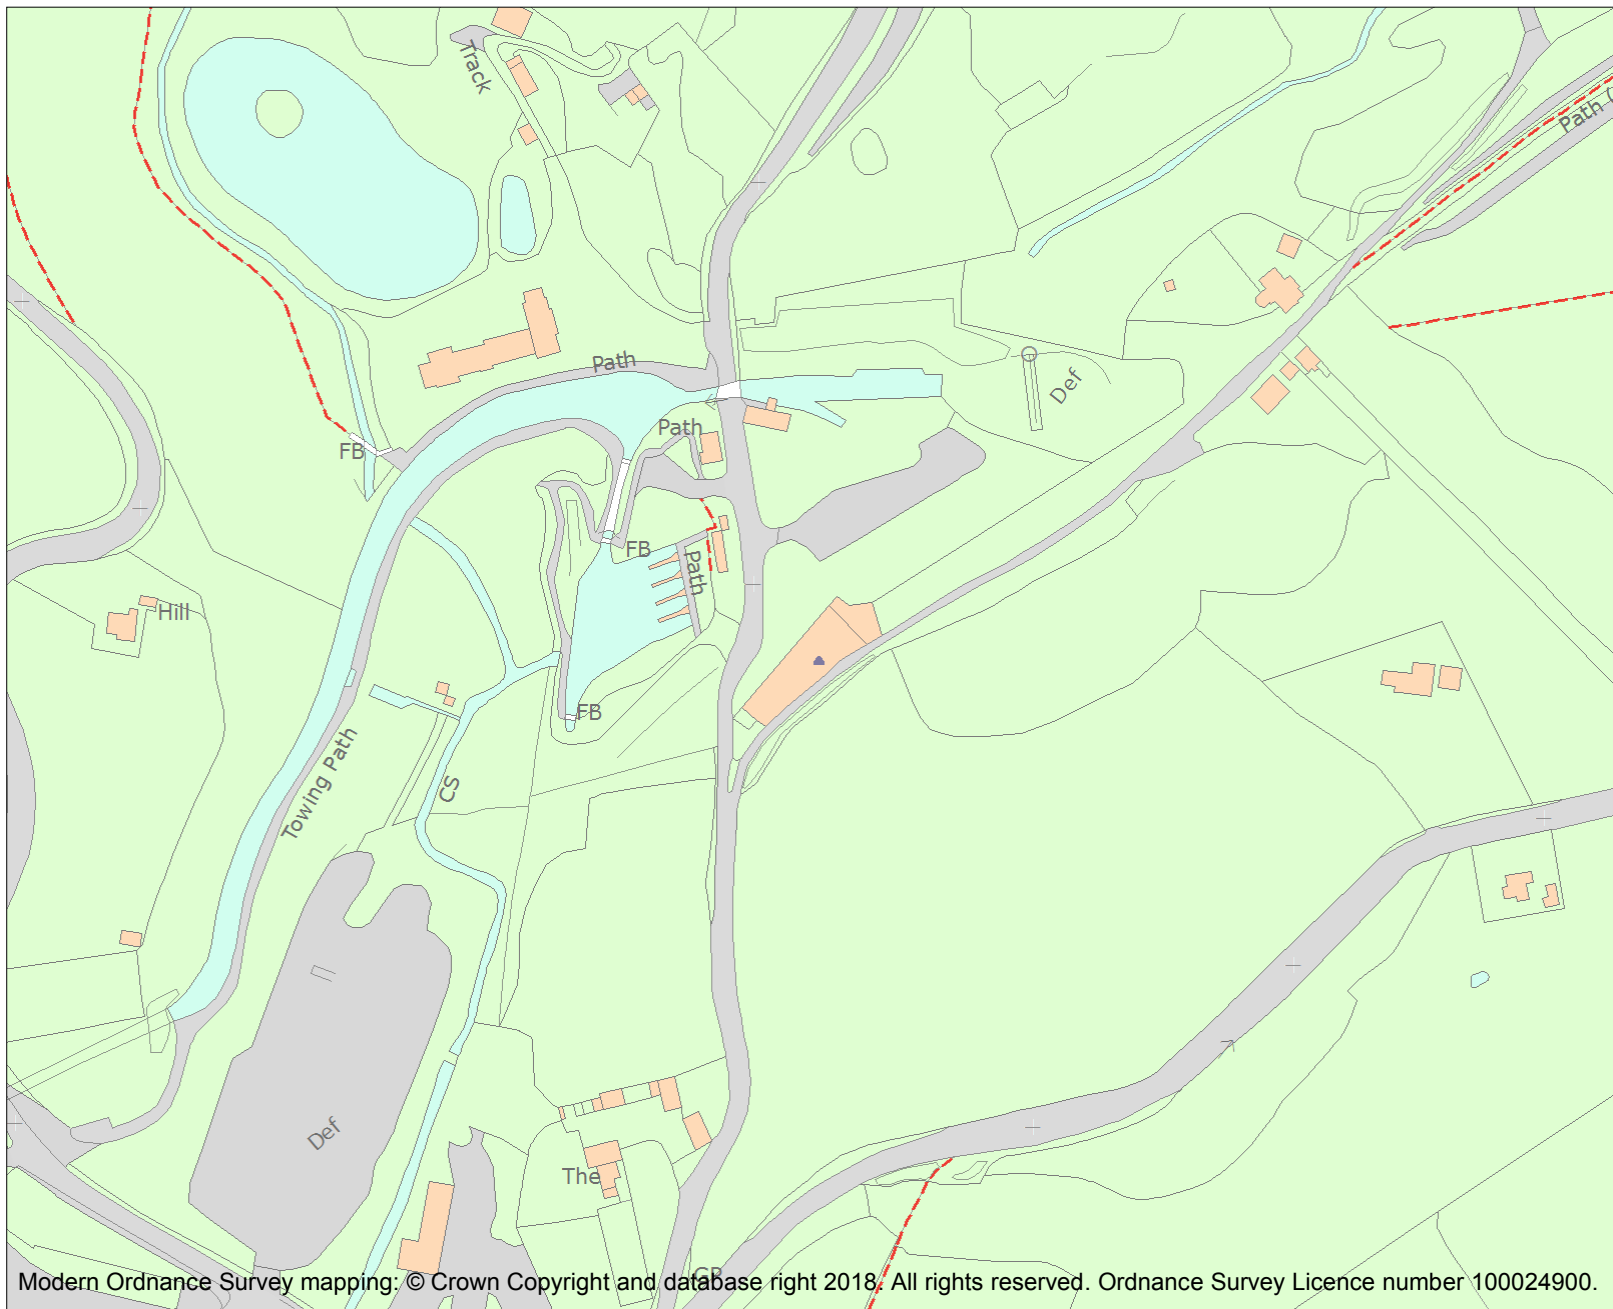 Track
Path (
Path
Def
Path
FB
FB
Path
Hill
FB
Towing Path
CS
Def
The
GP
Modern Ordnance Survey mapping: © Crown Copyright and database right 2018. All rights reserved. Ordnance Survey Licence number 100024900.